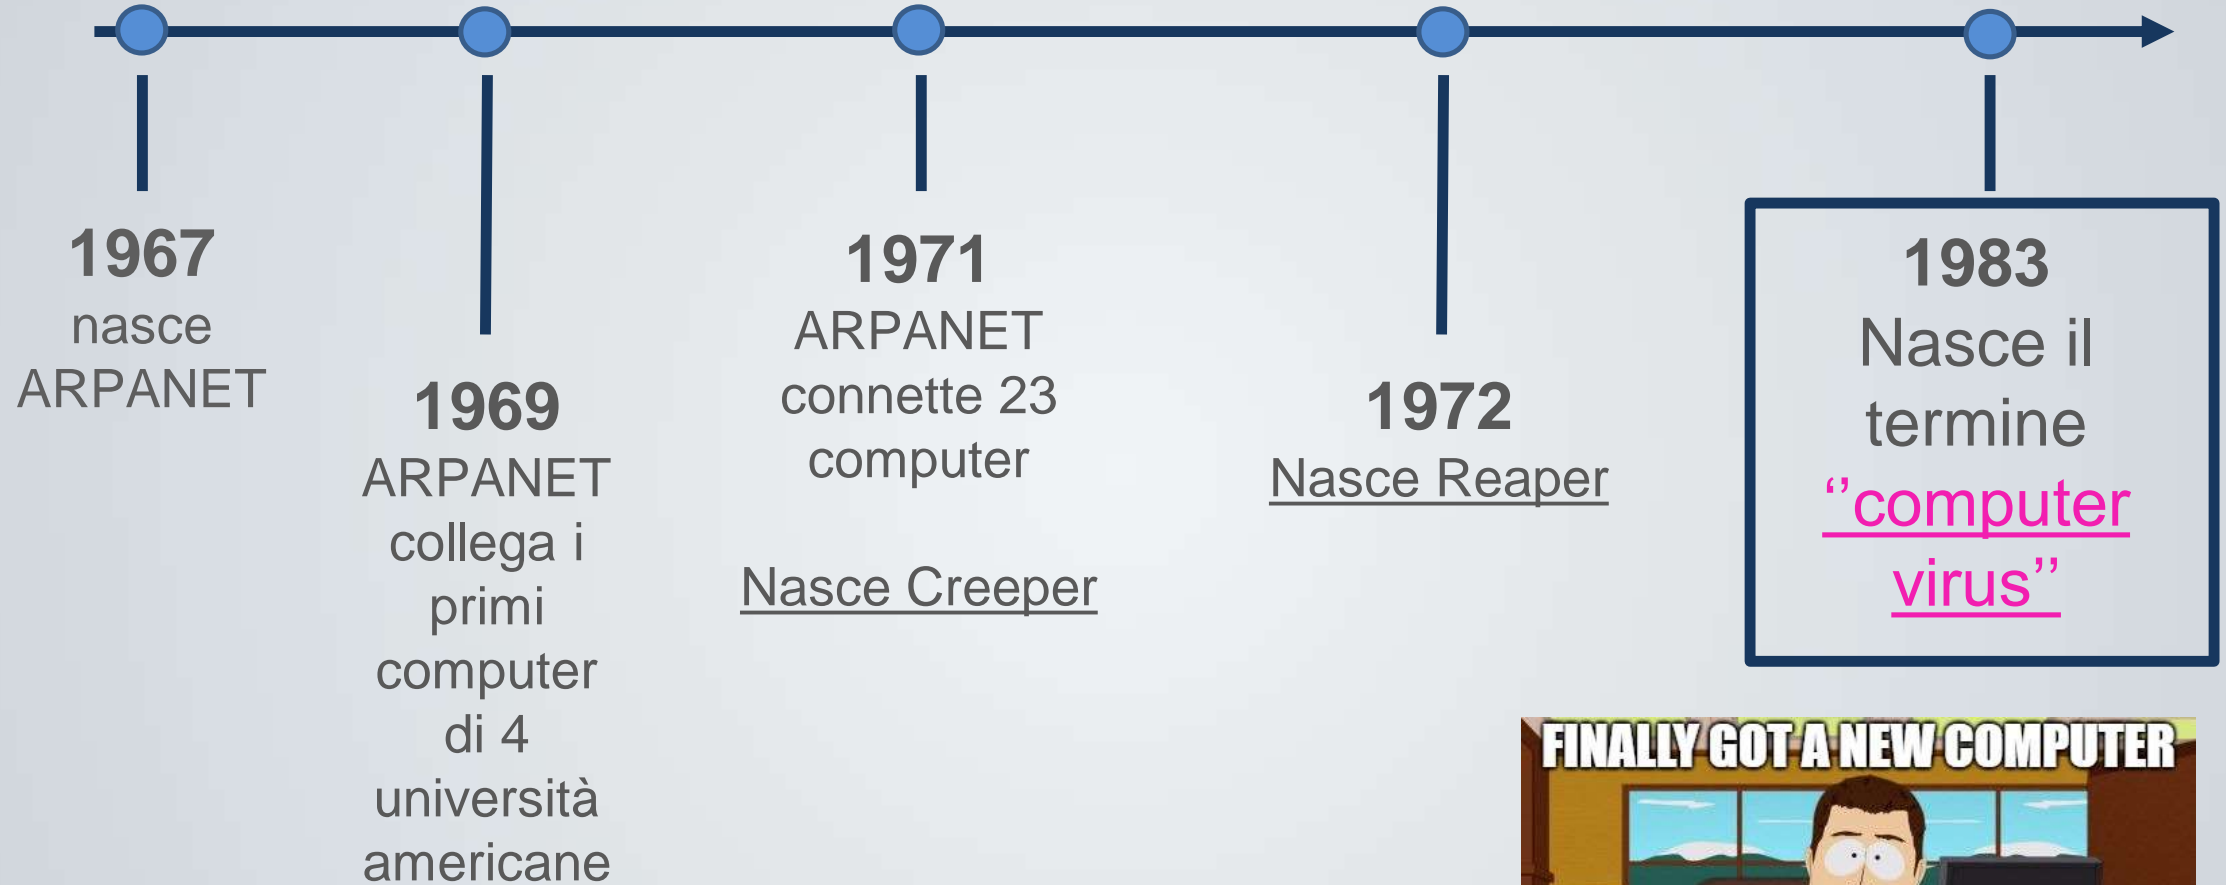 1967
nasce
ARPANET
1969
ARPANET
collega i
primi
computer
di 4
università
americane
1971
ARPANET
connette 23
computer
Nasce Creeper
1972
Nasce Reaper
1983
Nasce il
termine
‘’computer
virus’’
FINALLY GOT A NEW COMPUTER